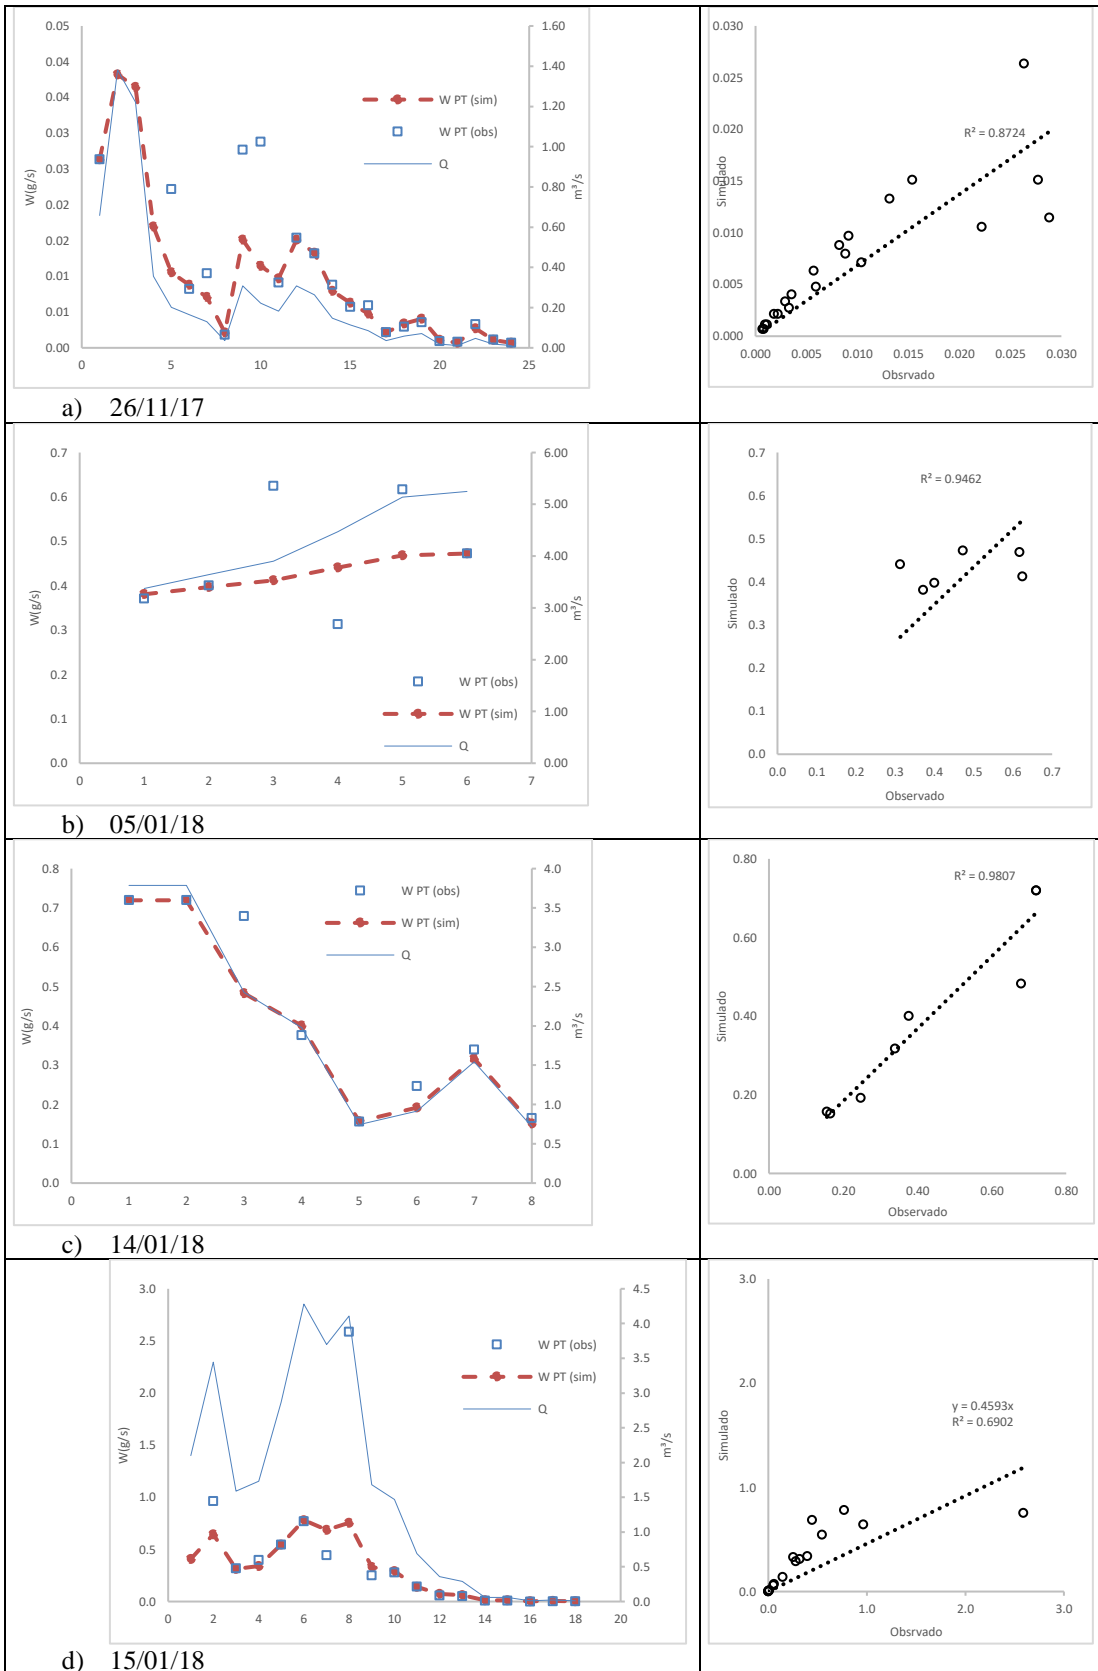 0.05
0.04
0.04
0.03
0.03
0.02
0.02
0.01
0.01
0.00
W(g/s)
1.60
1.40
1.20
1.00
0.80
0.60
0.40
0.20
0.00
m³/s
0 5 10 15 20 25
W PT (sim)
W PT (obs)
Q
0.030
0.025
0.020
0.015
0.010
0.005
0.000
Simulado
R² = 0.8724
0.000 0.005 0.010 0.015 0.020 0.025 0.030
Obsrvado
a) 26/11/17
0.7
0.6
0.5
0.4
0.3
0.2
0.1
0.0
W(g/s)
6.00
5.00
4.00
3.00
2.00
1.00
0.00
m³/s
0 1 2 3 4 5 6 7
W PT (obs)
W PT (sim)
Q
0.7
0.6
0.5
0.4
0.3
0.2
0.1
0.0
Simulado
R² = 0.9462
0.0 0.1 0.2 0.3 0.4 0.5 0.6 0.7
Observado
b) 05/01/18
0.8
0.7
0.6
0.5
0.4
0.3
0.2
0.1
0.0
W(g/s)
4.0
3.5
3.0
2.5
2.0
1.5
1.0
0.5
0.0
m³/s
0 1 2 3 4 5 6 7 8
W PT (obs)
W PT (sim)
Q
0.80
0.60
0.40
0.20
0.00
Simulado
R² = 0.9807
0.00 0.20 0.40 0.60 0.80
Observado
c) 14/01/18
3.0
2.5
2.0
1.5
1.0
0.5
0.0
W(g/s)
4.5
4.0
3.5
3.0
2.5
2.0
1.5
1.0
0.5
0.0
m³/s
0 2 4 6 8 10 12 14 16 18 20
W PT (obs)
W PT (sim)
Q
3.0
2.0
1.0
0.0
Simulado
y = 0.4593x
R² = 0.6902
0.0 1.0 2.0 3.0
Obsrvado
d) 15/01/18